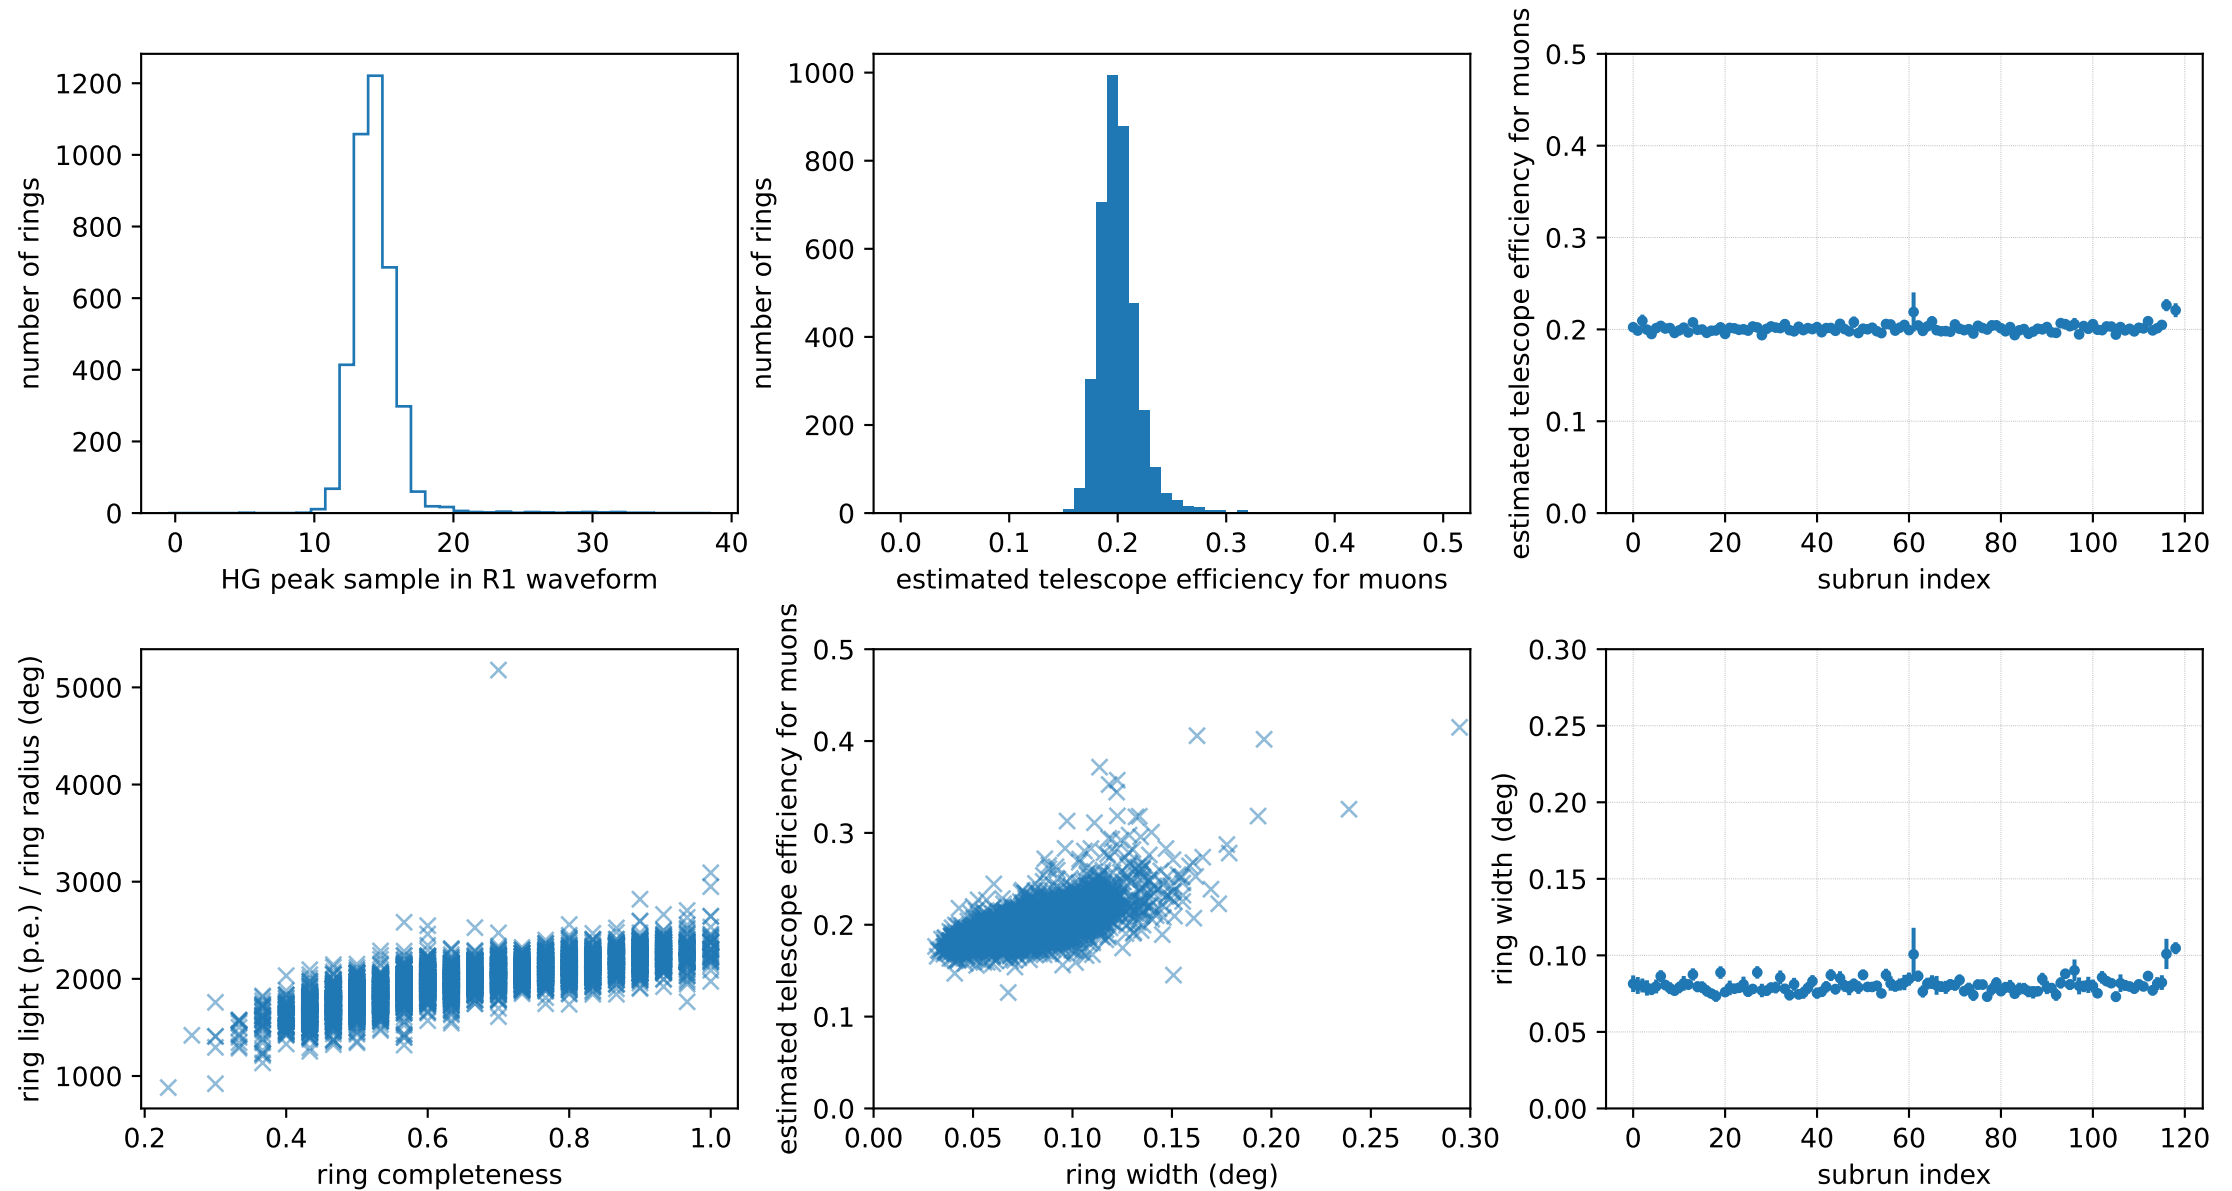 number of rings
1200
1000
800
600
400
200
0
0 10 20 30 40
HG peak sample in R1 waveform
number of rings
1000
800
600
400
200
0
0.0 0.1 0.2 0.3 0.4 0.5
estimated telescope efficiency for muons
estimated telescope efficiency for muons
0.5
0.4
0.3
0.2
0.1
0.0
0 20 40 60 80 100 120
subrun index
ring light (p.e.) / ring radius (deg)
5000
4000
3000
2000
1000
0.2 0.4 0.6 0.8 1.0
ring completeness
estimated telescope efficiency for muons
0.5
0.4
0.3
0.2
0.1
0.0
0.00 0.05 0.10 0.15 0.20 0.25 0.30
ring width (deg)
ring width (deg)
0.30
0.25
0.20
0.15
0.10
0.05
0.00
0 20 40 60 80 100 120
subrun index